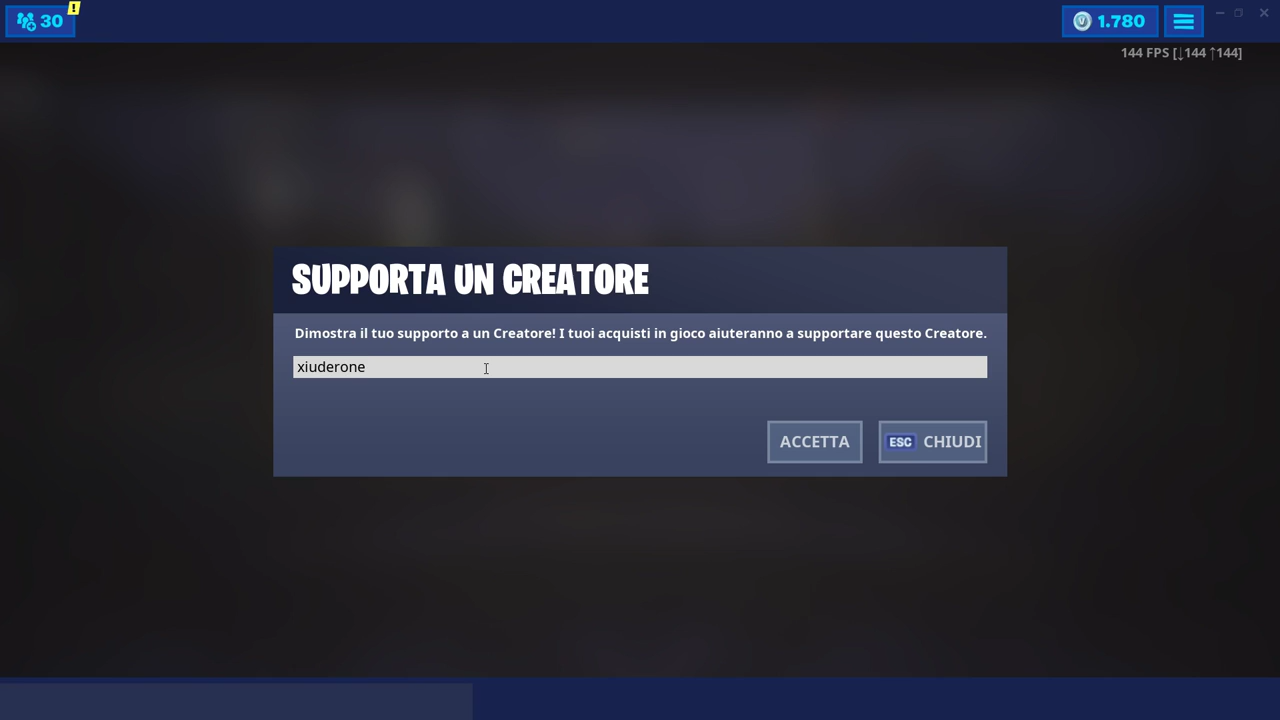 30
!
1.780
144 FPS [↓144 ↑144]
SUPPORTA UN CREATORE
Dimostra il tuo supporto a un Creatore! I tuoi acquisti in gioco aiuteranno a supportare questo Creatore.
xiuderone
ACCETTA
ESC CHIUDI